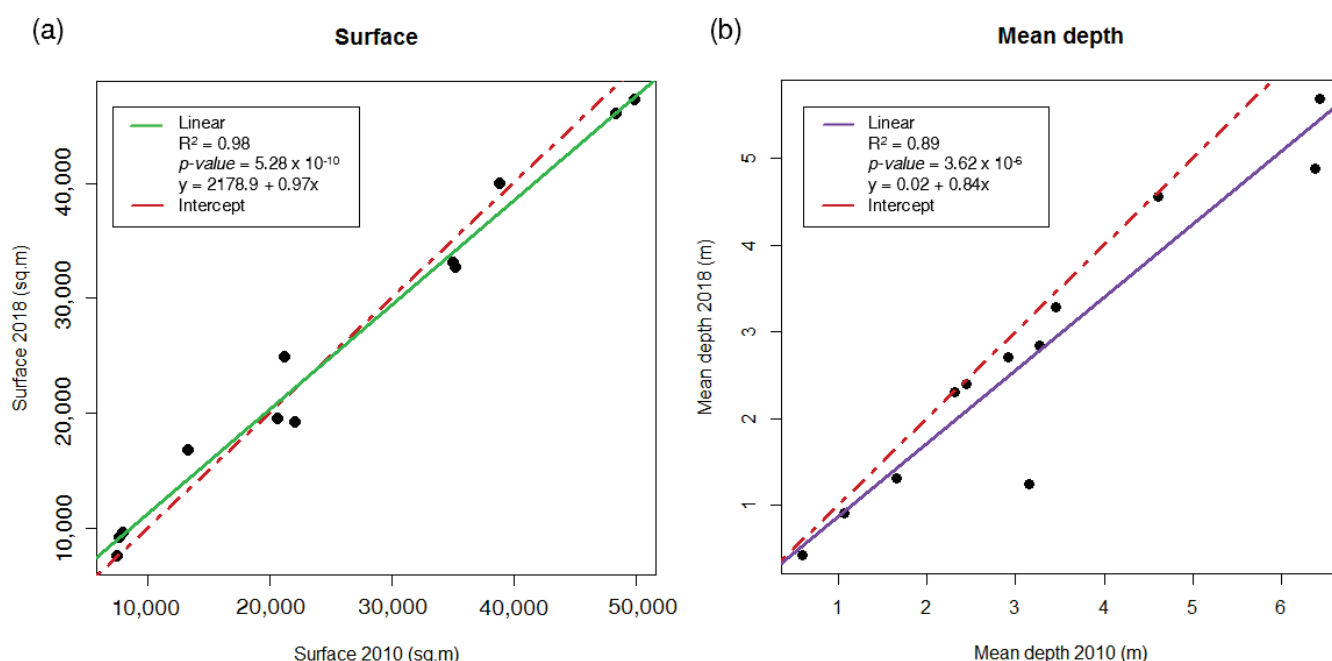 (a)
Surface
Linear
R² = 0.98
p-value = 5.28 x 10⁻¹⁰
y = 2178.9 + 0.97x
Intercept
Surface 2018 (sq.m)
40,000
30,000
20,000
10,000
10,000
20,000
30,000
40,000
50,000
Surface 2010 (sq.m)
(b)
Mean depth
Linear
R² = 0.89
p-value = 3.62 x 10⁻⁶
y = 0.02 + 0.84x
Intercept
Mean depth 2018 (m)
5
4
3
2
1
1
2
3
4
5
6
Mean depth 2010 (m)